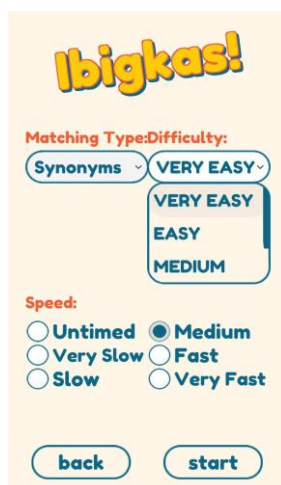 Ibigkas!
Matching Type:Difficulty:
Synonyms VERY EASY
VERY EASY
EASY
MEDIUM
Speed:
Untimed Medium
Very Slow Fast
Slow Very Fast
back start